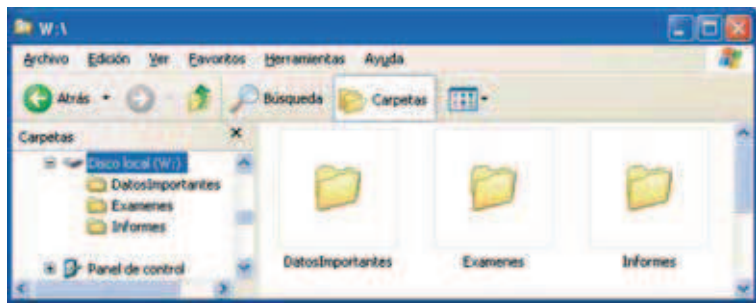 W:\
Archivo Edición Ver Favoritos Herramientas Ayuda
Atrás Búsqueda Carpetas
Carpetas
Disco local (W:)
DatosImportantes
Examenes
Informes
Panel de control
DatosImportantes Examenes Informes